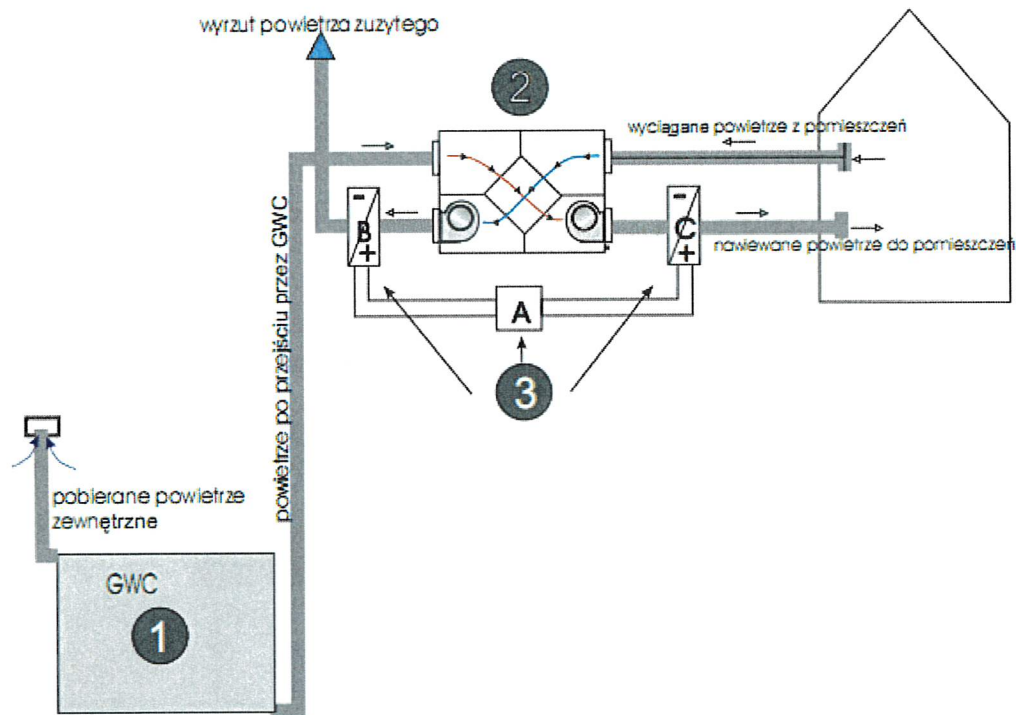 wyrzut powietrza zużytego
2
wyciągane powietrze z pomieszczeń
- B +
- C +
nawiewane powietrze do pomieszczeń
A
3
powietrze po przejściu przez GWC
pobierane powietrze
zewnętrzne
GWC
1